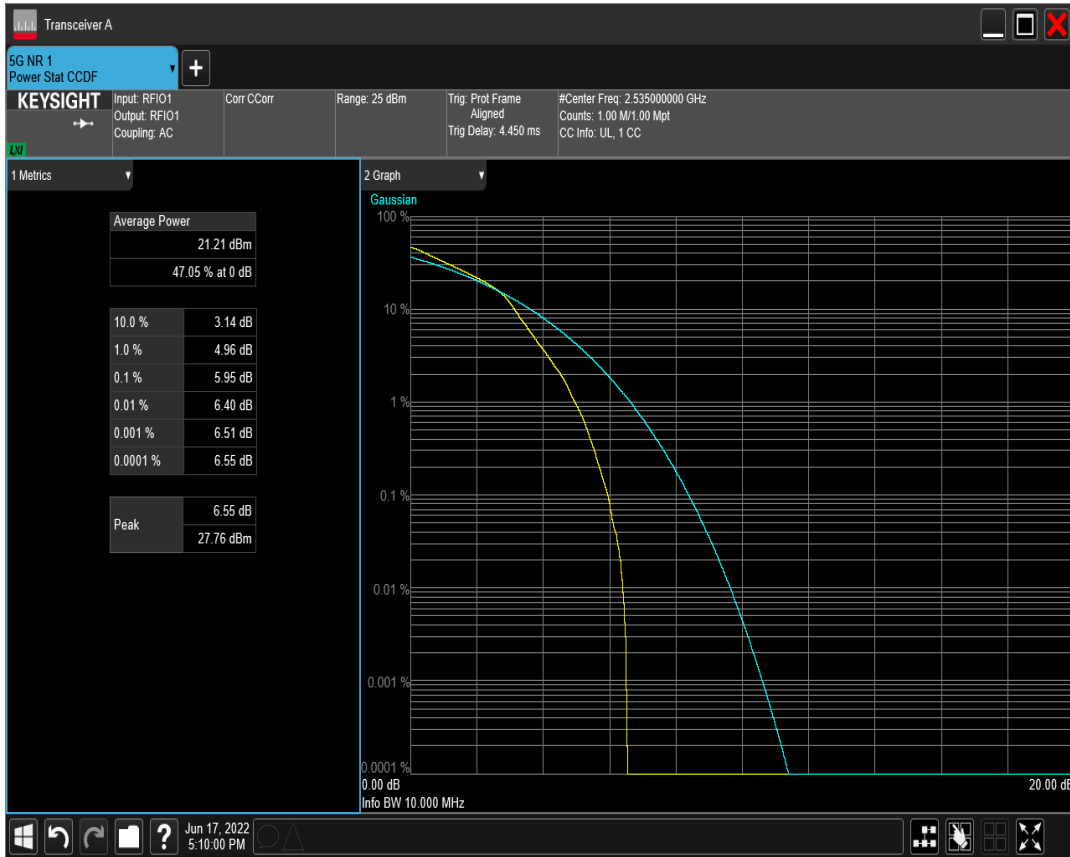 Transceiver A
5G NR 1
Power Stat CCDF
+
KEYSIGHT
LXI
Input: RFIO1
Output: RFIO1
Coupling: AC
Corr CCorr
Range: 25 dBm
Trig: Prot Frame
Aligned
Trig Delay: 4.450 ms
#Center Freq: 2.535000000 GHz
Counts: 1.00 M/1.00 Mpt
CC Info: UL, 1 CC
1 Metrics
Average Power
21.21 dBm
47.05 % at 0 dB
10.0 % 3.14 dB
1.0 % 4.96 dB
0.1 % 5.95 dB
0.01 % 6.40 dB
0.001 % 6.51 dB
0.0001 % 6.55 dB
Peak 6.55 dB
27.76 dBm
2 Graph
Gaussian
100 %
10 %
1 %
0.1 %
0.01 %
0.001 %
0.0001 %
0.00 dB 20.00 dB
Info BW 10.000 MHz
?
Jun 17, 2022
5:10:00 PM